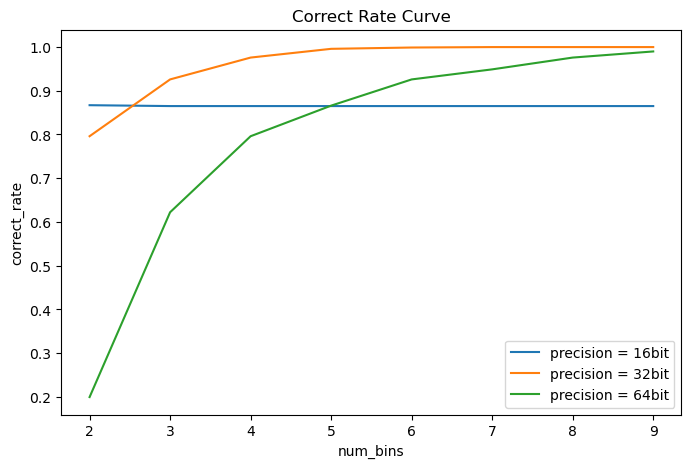 Correct Rate Curve
correct_rate
1.0
0.9
0.8
0.7
0.6
0.5
0.4
0.3
0.2
precision = 16bit
precision = 32bit
precision = 64bit
2 3 4 5 6 7 8 9
num_bins